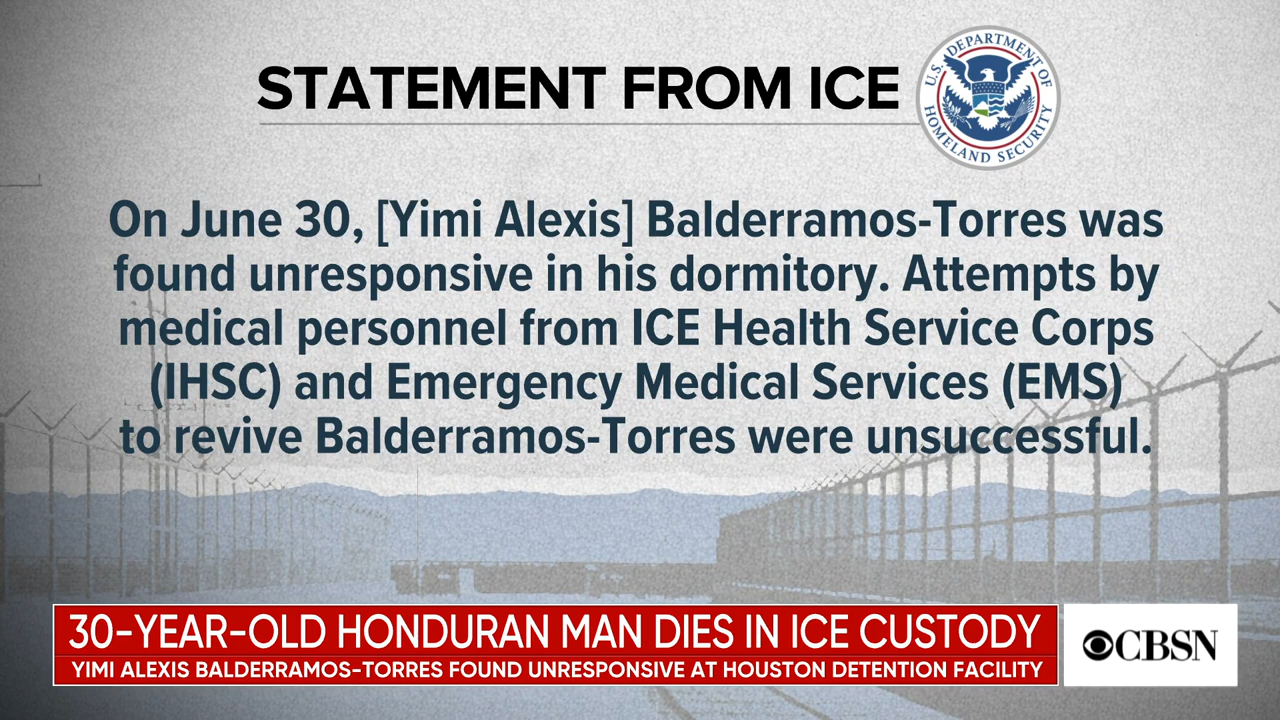 STATEMENT FROM ICE
U.S. DEPARTMENT OF
HOMELAND SECURITY
On June 30, [Yimi Alexis] Balderramos-Torres was
found unresponsive in his dormitory. Attempts by
medical personnel from ICE Health Service Corps
(IHSC) and Emergency Medical Services (EMS)
to revive Balderramos-Torres were unsuccessful.
30-YEAR-OLD HONDURAN MAN DIES IN ICE CUSTODY
YIMI ALEXIS BALDERRAMOS-TORRES FOUND UNRESPONSIVE AT HOUSTON DETENTION FACILITY
CBSN